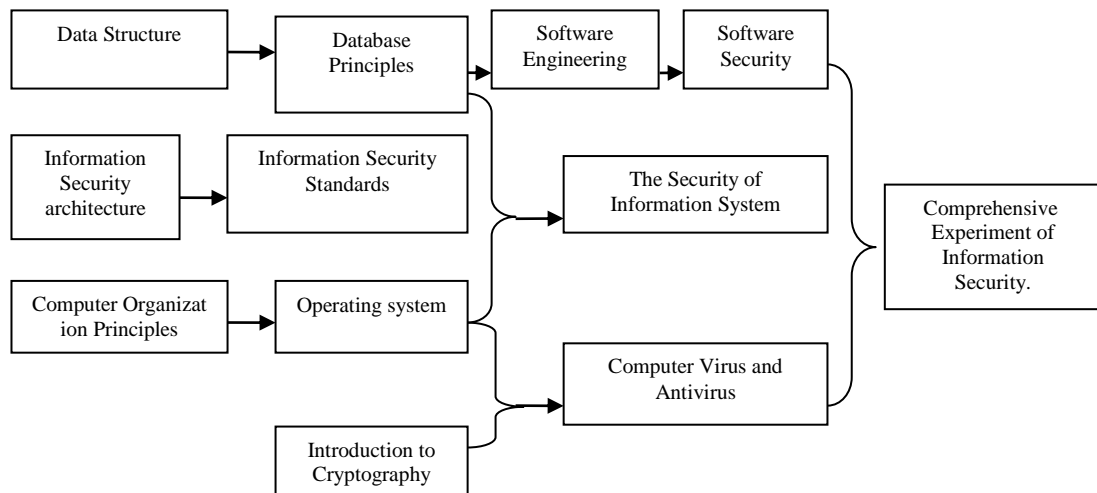 Data Structure
Database
Principles
Software
Engineering
Software
Security
Information
Security
architecture
Information Security
Standards
The Security of
Information System
Comprehensive
Experiment of
Information
Security.
Computer Organizat
ion Principles
Operating system
Computer Virus and
Antivirus
Introduction to
Cryptography